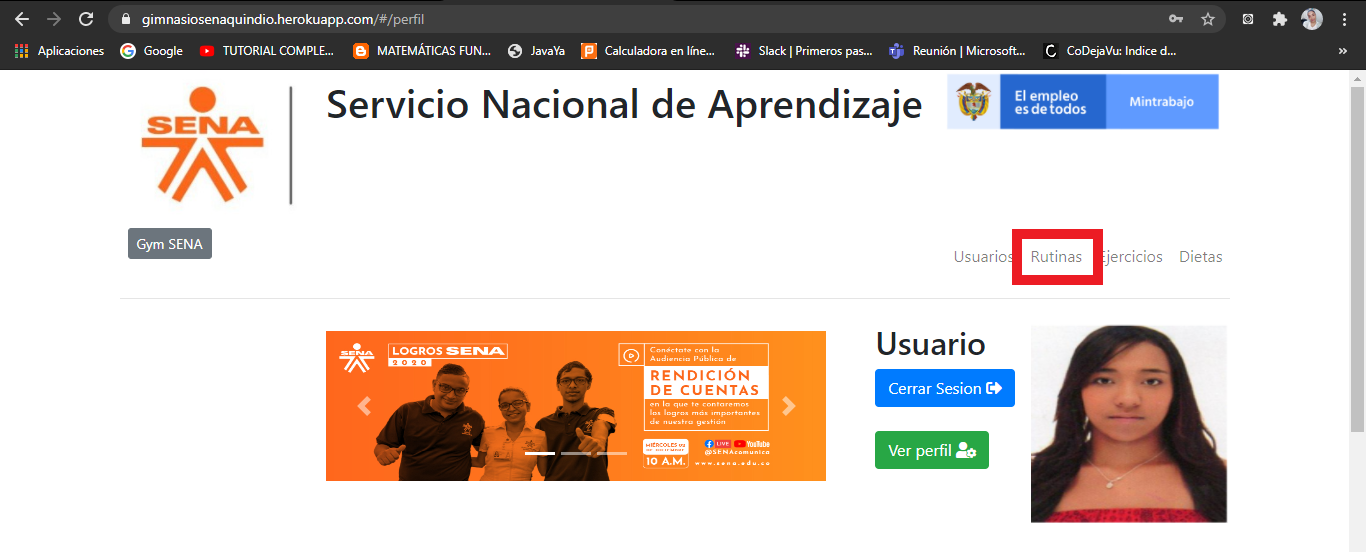 gimnasiosenaquindio.herokuapp.com/#/perfil
Aplicaciones Google TUTORIAL COMPLE... MATEMÁTICAS FUN... JavaYa Calculadora en líne... Slack | Primeros pas... Reunión | Microsoft... CoDejaVu: Indice d... »
SENA
Servicio Nacional de Aprendizaje
El empleo
es de todos
Mintrabajo
Gym SENA
Usuarios Rutinas Ejercicios Dietas
SENA
LOGROS SENA
2020
Conéctate con la
Audiencia Pública de
RENDICIÓN
DE CUENTAS
en la que te contaremos
los logros más importantes
de nuestra gestión
10 A.M.
LIVE YouTube
@SENAcomunica
www.sena.edu.co
Usuario
Cerrar Sesion
Ver perfil